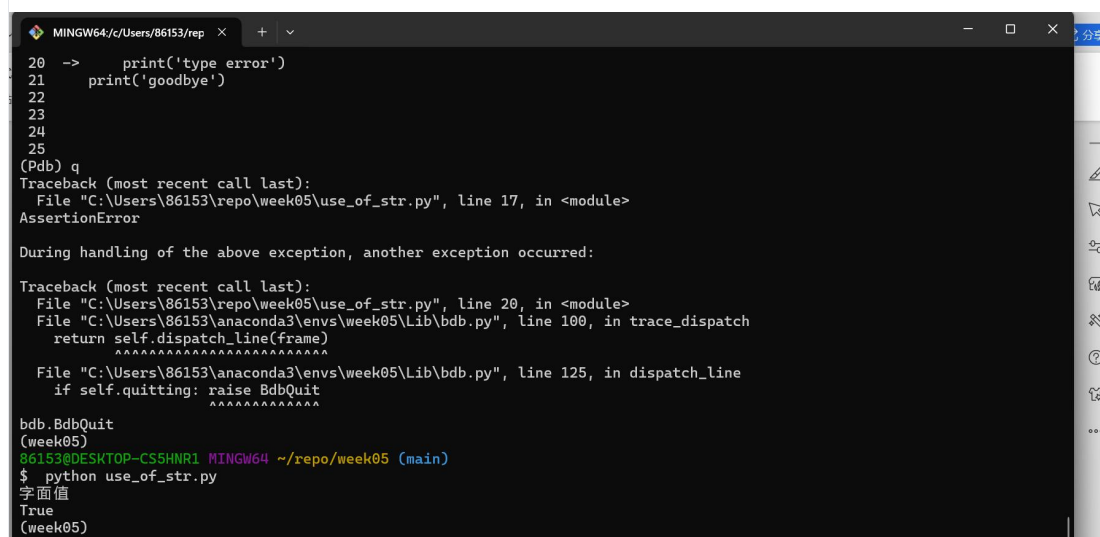 MINGW64:/c/Users/86153/rep
分享
20  ->     print('type error')
21     print('goodbye')
22
23
24
25
(Pdb) q
Traceback (most recent call last):
  File "C:\Users\86153\repo\week05\use_of_str.py", line 17, in <module>
AssertionError
During handling of the above exception, another exception occurred:
Traceback (most recent call last):
  File "C:\Users\86153\repo\week05\use_of_str.py", line 20, in <module>
  File "C:\Users\86153\anaconda3\envs\week05\Lib\bdb.py", line 100, in trace_dispatch
    return self.dispatch_line(frame)
           ^^^^^^^^^^^^^^^^^^^^^^^^^
  File "C:\Users\86153\anaconda3\envs\week05\Lib\bdb.py", line 125, in dispatch_line
    if self.quitting: raise BdbQuit
                      ^^^^^^^^^^^^^
bdb.BdbQuit
(week05)
86153@DESKTOP-CS5HNR1 MINGW64 ~/repo/week05 (main)
$  python use_of_str.py
字面值
True
(week05)